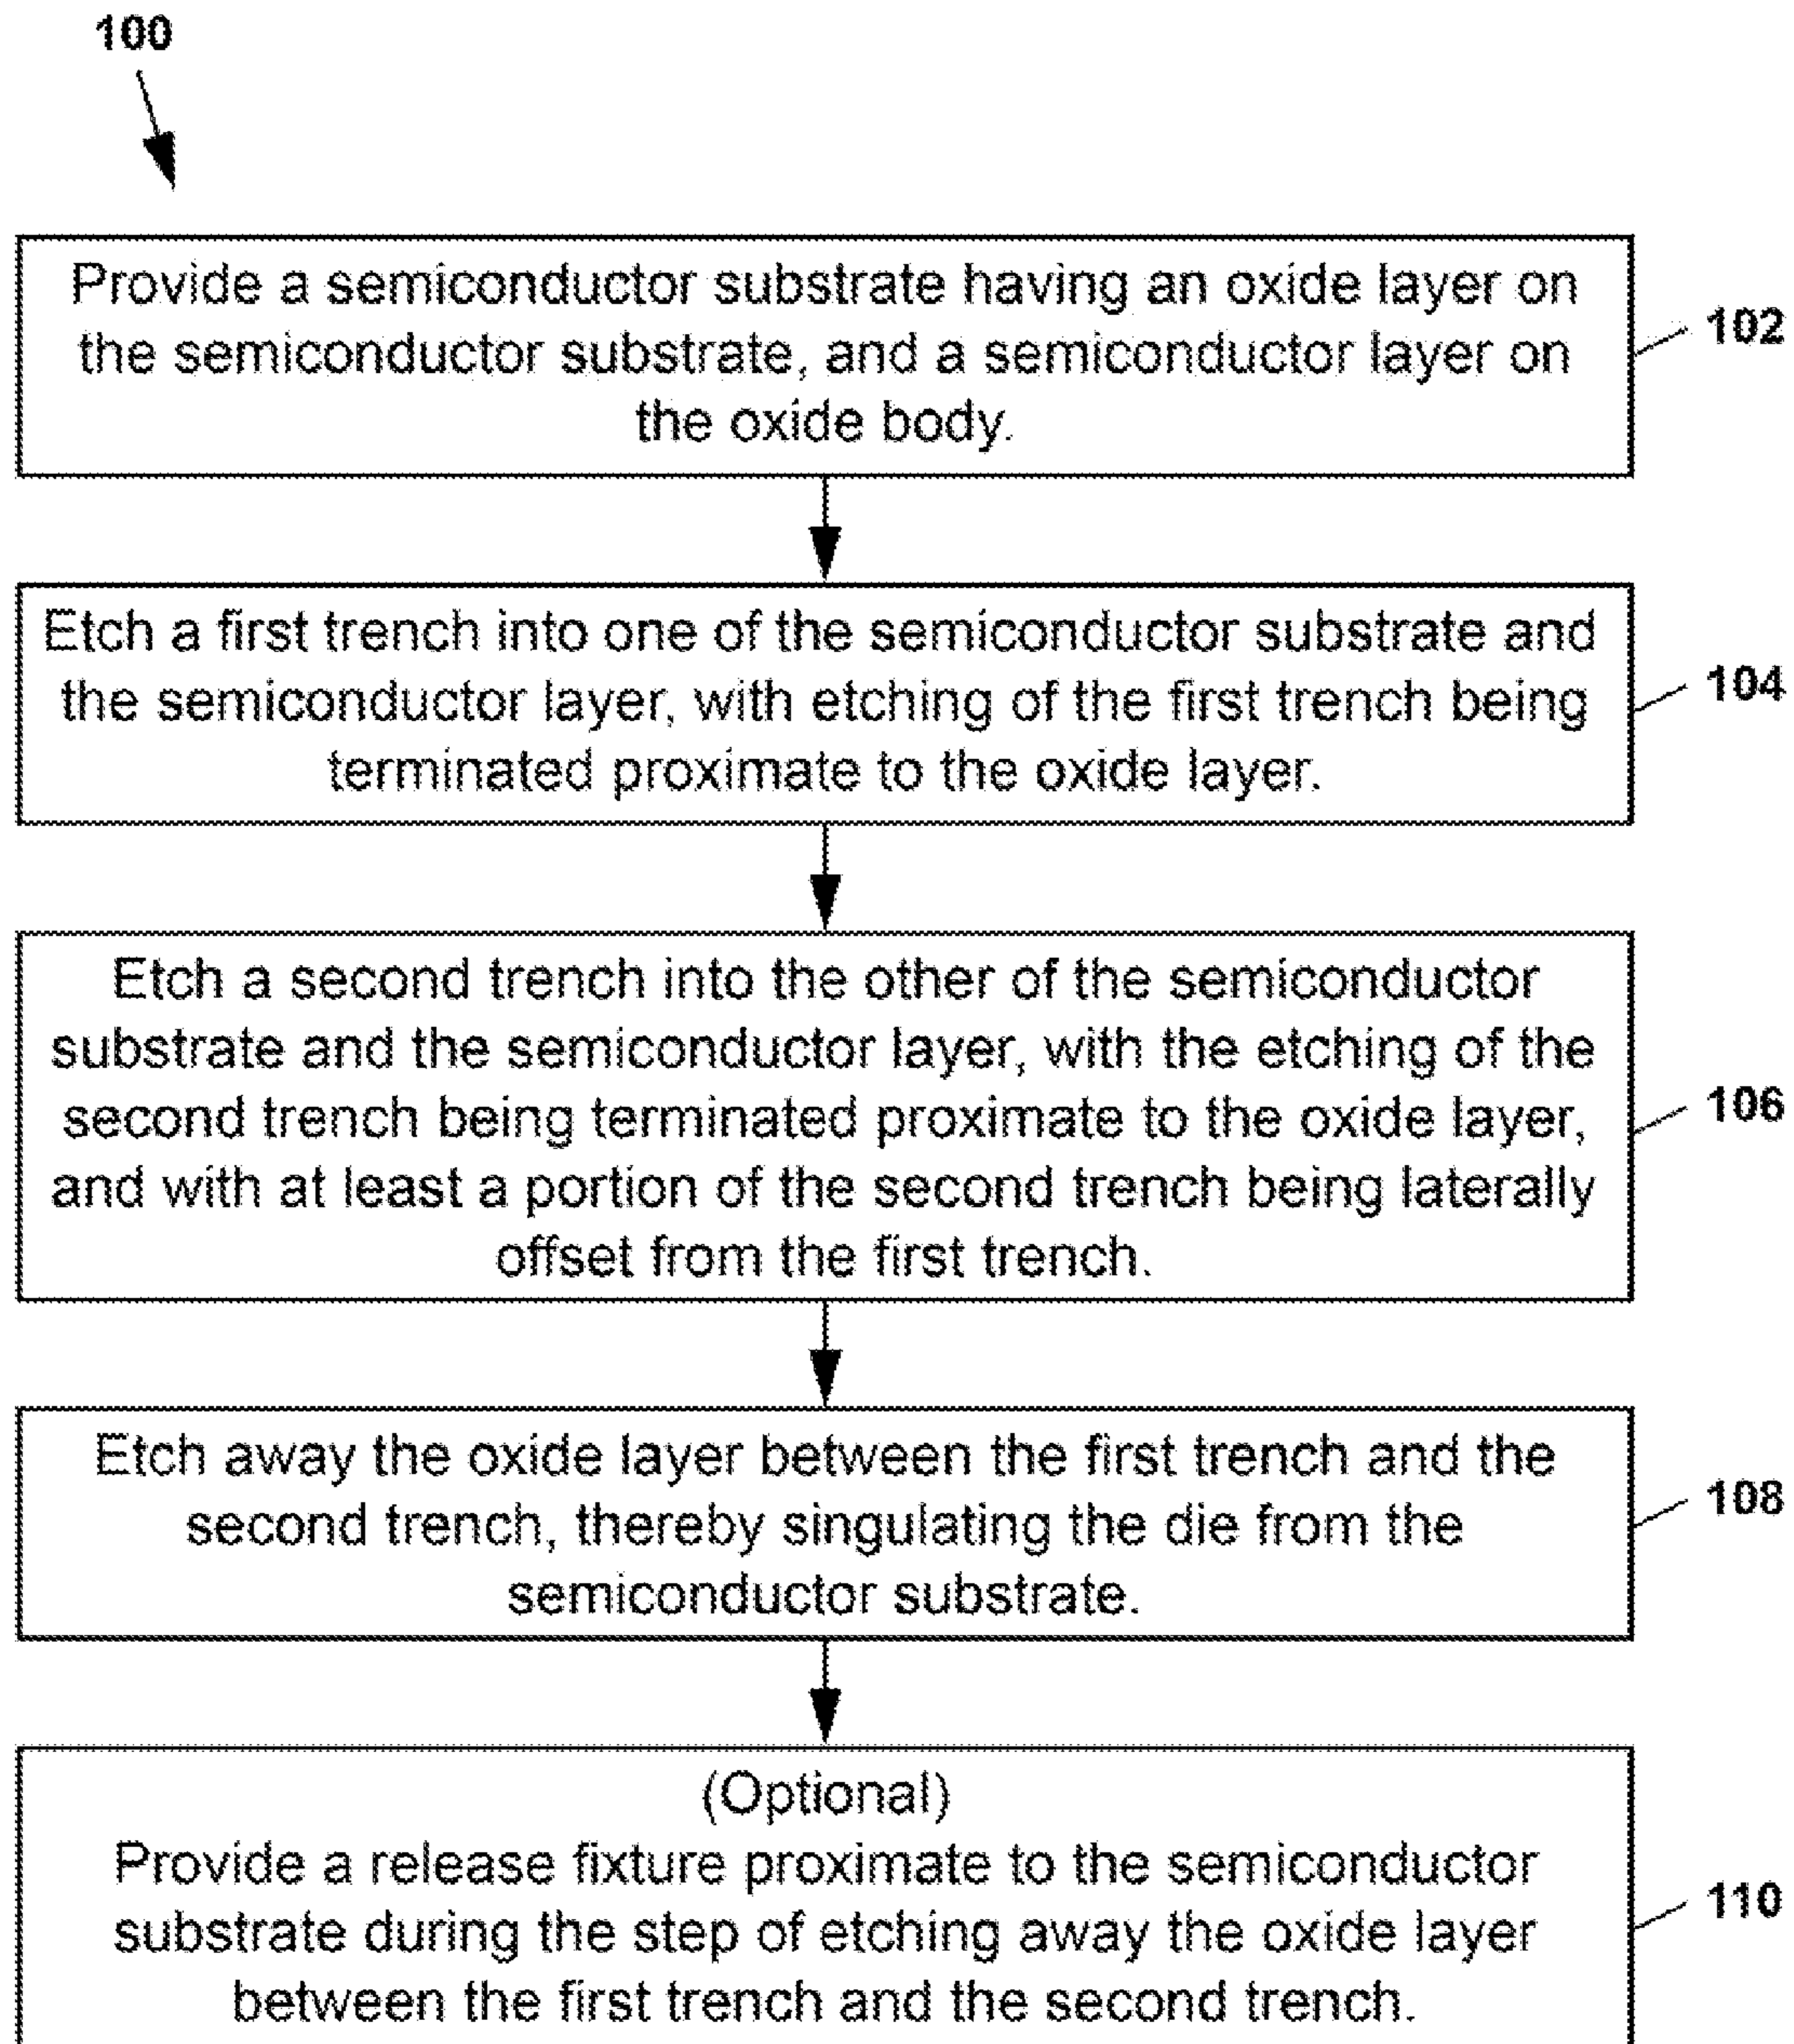 100
Provide a semiconductor substrate having an oxide layer on
the semiconductor substrate, and a semiconductor layer on
the oxide body.
102
Etch a first trench into one of the semiconductor substrate and
the semiconductor layer, with etching of the first trench being
terminated proximate to the oxide layer.
104
Etch a second trench into the other of the semiconductor
substrate and the semiconductor layer, with the etching of the
second trench being terminated proximate to the oxide layer,
and with at least a portion of the second trench being laterally
offset from the first trench.
106
Etch away the oxide layer between the first trench and the
second trench, thereby singulating the die from the
semiconductor substrate.
108
(Optional)
Provide a release fixture proximate to the semiconductor
substrate during the step of etching away the oxide layer
between the first trench and the second trench.
110